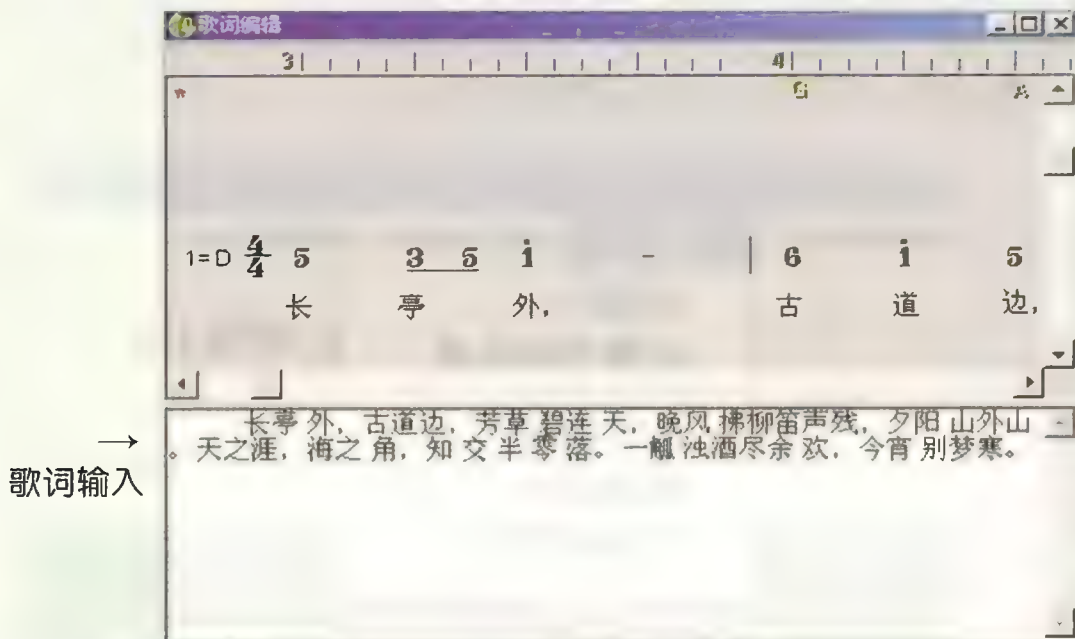 歌词编辑
3 4
* G A
1=D 4/4 5 3 5 i - | 6 i 5
长 亭 外, 古 道 边,
长亭外, 古道边, 芳草碧连天, 晚风拂柳笛声残, 夕阳山外山
。天之涯, 海之角, 知交半零落。一觚浊酒尽余欢, 今宵别梦寒。
→
歌词输入